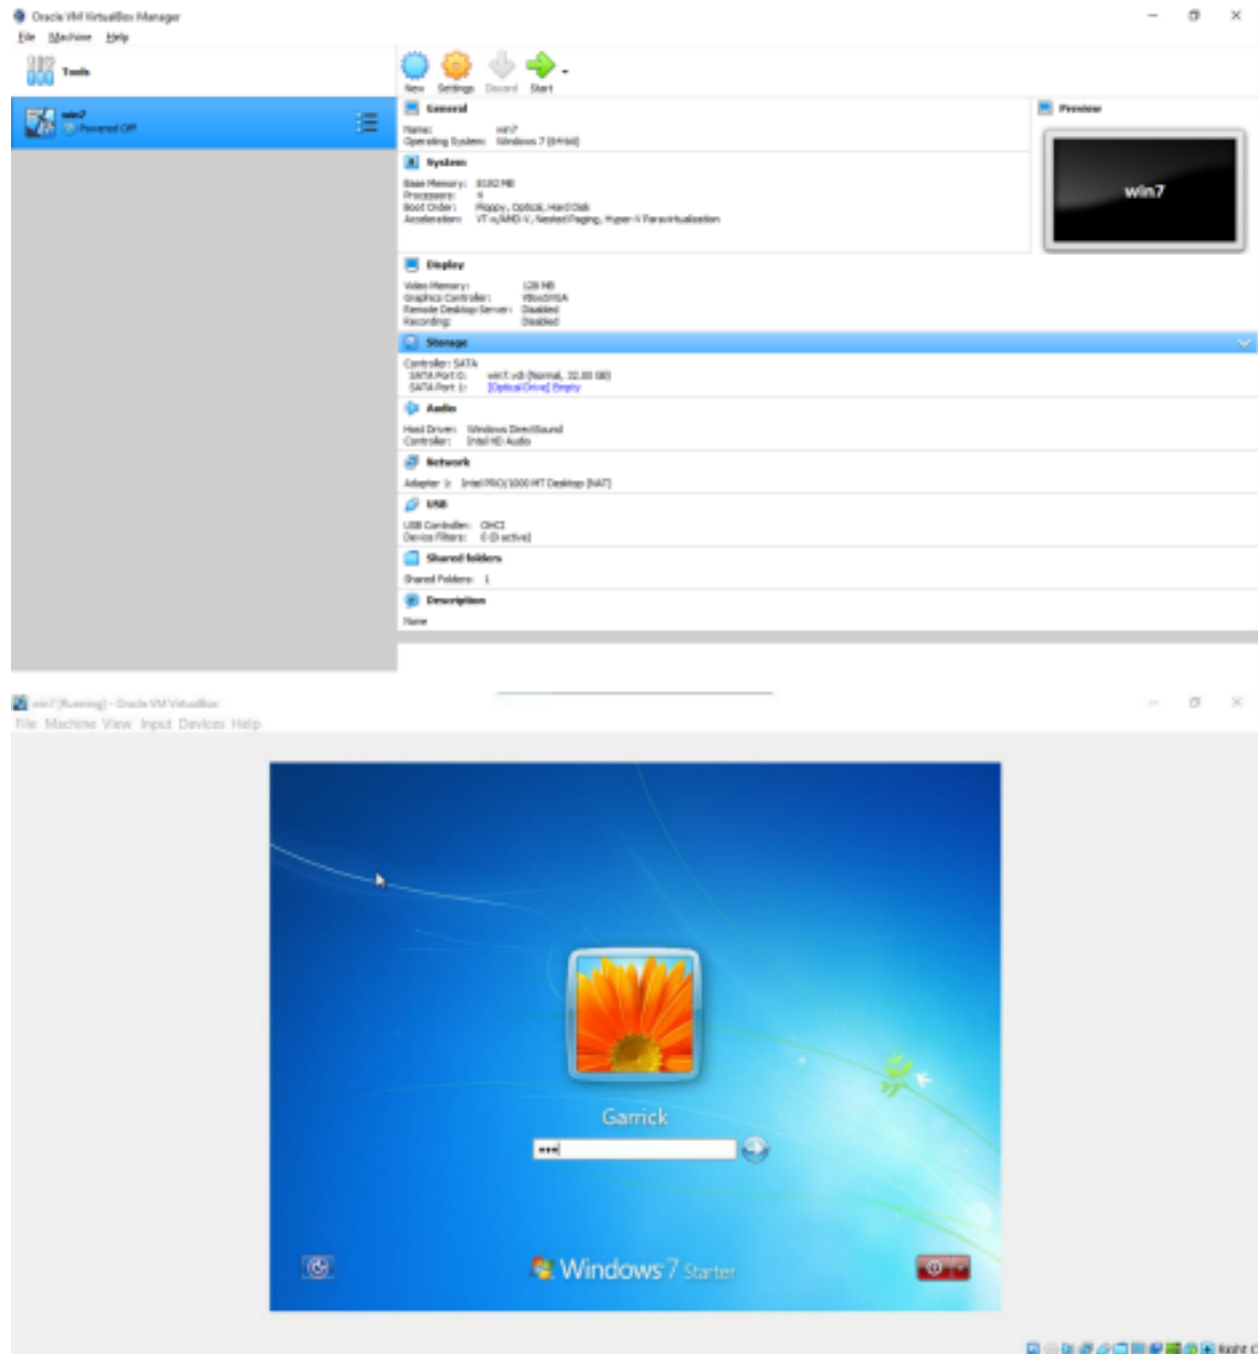 Oracle VM VirtualBox Manager
File Machine Help
Tools
New Settings Discard Start
win7
Powered Off
General
Name: win7
Operating System: Windows 7 (64-bit)
Preview
win7
System
Base Memory: 8192 MB
Processors: 4
Boot Order: Floppy, Optical, Hard Disk
Acceleration: VT-x/AMD-V, Nested Paging, Hyper-V Paravirtualization
Display
Video Memory: 128 MB
Graphics Controller: VBoxSVGA
Remote Desktop Server: Disabled
Recording: Disabled
Storage
Controller: SATA
SATA Port 0: win7.vdi (Normal, 32.00 GB)
SATA Port 1: [Optical Drive] Empty
Audio
Host Driver: Windows DirectSound
Controller: Intel HD Audio
Network
Adapter 1: Intel PRO/1000 MT Desktop (NAT)
USB
USB Controller: OHCI
Device Filters: 0 (0 active)
Shared folders
Shared Folders: 1
Description
None
win7 [Running] - Oracle VM VirtualBox
File Machine View Input Devices Help
Garrick
Windows 7 Starter
Right C